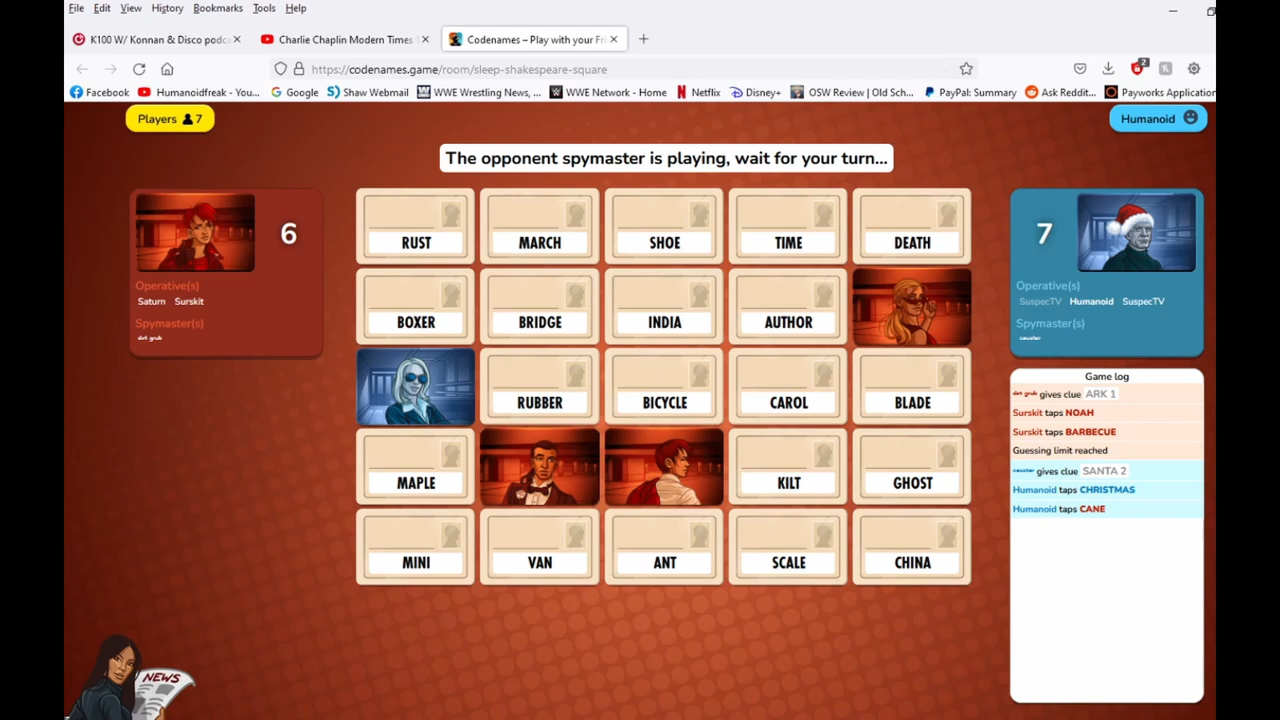 File Edit View History Bookmarks Tools Help
K100 W/ Konnan & Disco podc
Charlie Chaplin Modern Times
Codenames – Play with your Fri
https://codenames.game/room/sleep-shakespeare-square
2
Facebook Humanoidfreak - You... Google Shaw Webmail WWE Wrestling News, ... WWE Network - Home Netflix Disney+ OSW Review | Old Sch... PayPal: Summary Ask Reddit... Payworks Application
Players 7
Humanoid
The opponent spymaster is playing, wait for your turn...
6
Operative(s)
Saturn Surskit
Spymaster(s)
dot grub
RUST MARCH SHOE TIME DEATH
BOXER BRIDGE INDIA AUTHOR
RUBBER BICYCLE CAROL BLADE
MAPLE KILT GHOST
MINI VAN ANT SCALE CHINA
7
Operative(s)
SuspecTV Humanoid SuspecTV
Spymaster(s)
Game log
dot grub gives clue ARK 1
Surskit taps NOAH
Surskit taps BARBECUE
Guessing limit reached
gives clue SANTA 2
Humanoid taps CHRISTMAS
Humanoid taps CANE
NEWS